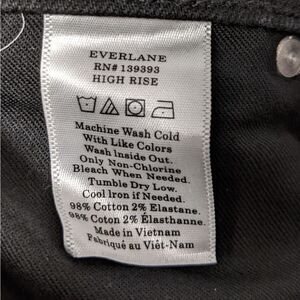 EVERLANE
RN# 139393
HIGH RISE
Machine Wash Cold
With Like Colors
Wash Inside Out.
Only Non-Chlorine
Bleach When Needed.
Tumble Dry Low.
Cool Iron if Needed.
98% Cotton 2% Elastane.
98% Coton 2% Élasthanne.
Made in Vietnam
Fabriqué au Viêt-Nam